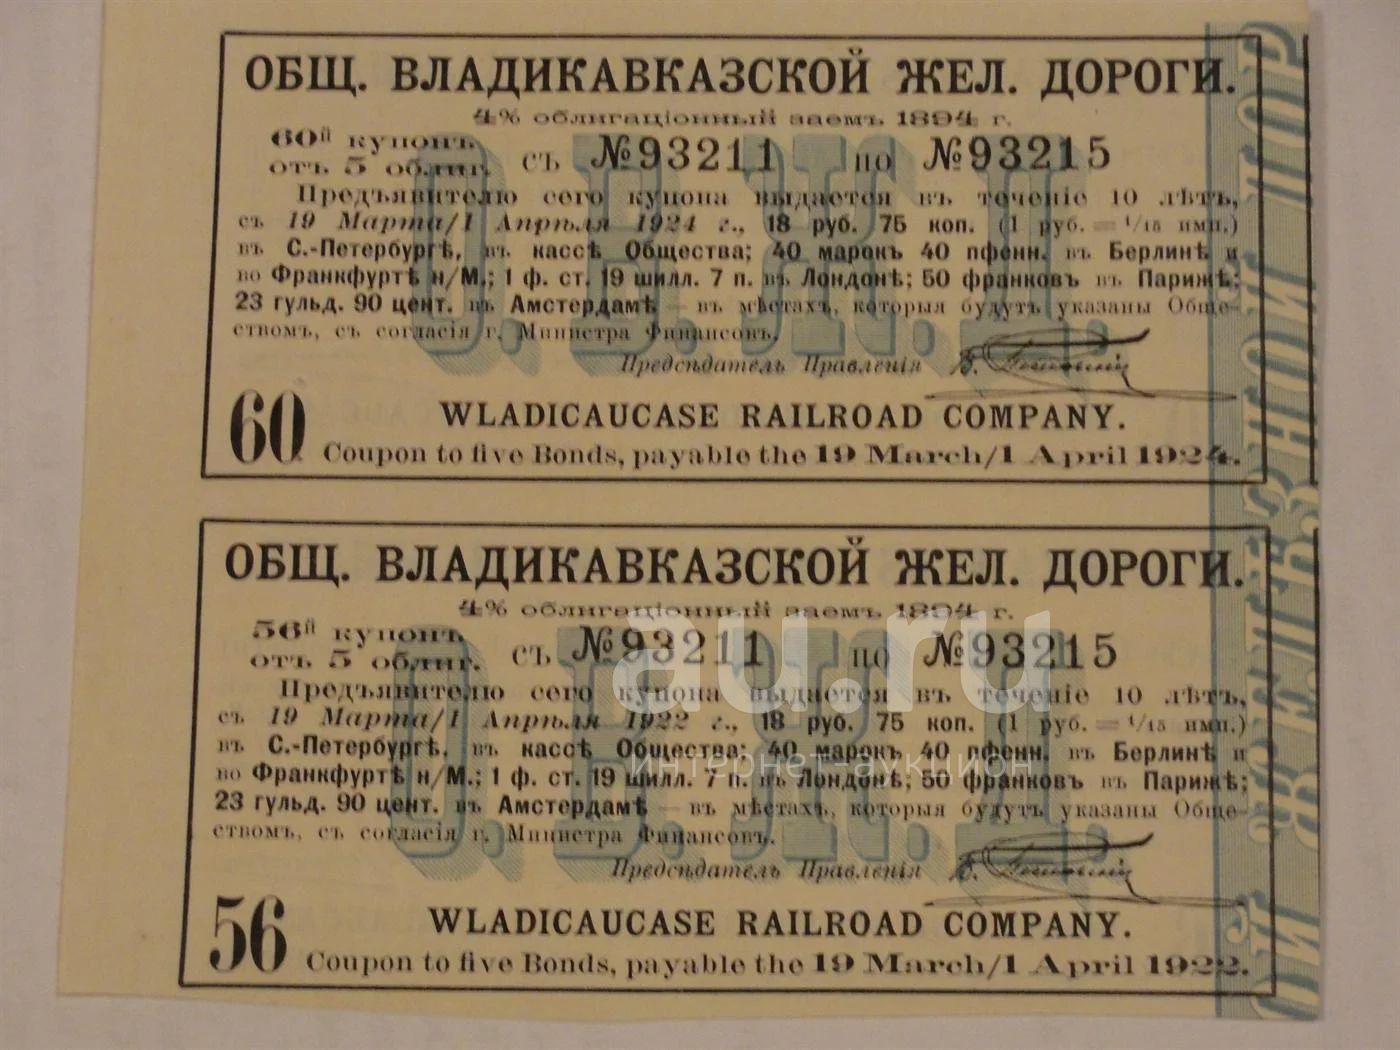 ОБЩ. ВЛАДИКАВКАЗСКОЙ ЖЕЛ. ДОРОГИ.
4% облигаціонный заемъ 1894 г.
60й купонъ
отъ 5 облиг. съ №93211 по №93215
Предъявителю сего купона выдается въ теченіе 10 лѣтъ,
съ 19 Марта/1 Апрѣля 1924 г., 18 руб. 75 коп. (1 руб. = 1/15 имп.)
въ С.-Петербургѣ, въ кассѣ Общества; 40 марокъ 40 пфенн. въ Берлинѣ и
во Франкфуртѣ н/М.; 1 ф. ст. 19 шилл. 7 п. въ Лондонѣ; 50 франковъ въ Парижѣ;
23 гульд. 90 цент. въ Амстердамѣ — въ мѣстахъ, которыя будутъ указаны Обще-
ствомъ, съ согласія г. Министра Финансовъ.
Предсѣдатель Правленія
60 WLADICAUCASE RAILROAD COMPANY.
Coupon to five Bonds, payable the 19 March/1 April 1924.
О.В.Ж.Д.
ОБЩ. ВЛАДИКАВКАЗСКОЙ ЖЕЛ. ДОРОГИ.
4% облигаціонный заемъ 1894 г.
56й купонъ
отъ 5 облиг. съ №93211 по №93215
Предъявителю сего купона выдается въ теченіе 10 лѣтъ,
съ 19 Марта/1 Апрѣля 1922 г., 18 руб. 75 коп. (1 руб. = 1/15 имп.)
въ С.-Петербургѣ, въ кассѣ Общества; 40 марокъ 40 пфенн. въ Берлинѣ и
во Франкфуртѣ н/М.; 1 ф. ст. 19 шилл. 7 п. въ Лондонѣ; 50 франковъ въ Парижѣ;
23 гульд. 90 цент. въ Амстердамѣ — въ мѣстахъ, которыя будутъ указаны Обще-
ствомъ, съ согласія г. Министра Финансовъ.
Предсѣдатель Правленія
56 WLADICAUCASE RAILROAD COMPANY.
Coupon to five Bonds, payable the 19 March/1 April 1922.
О.В.Ж.Д.
au.ru
интернет-аукцион
ОЙ ЖЕЛѢЗНОЙ ДОР